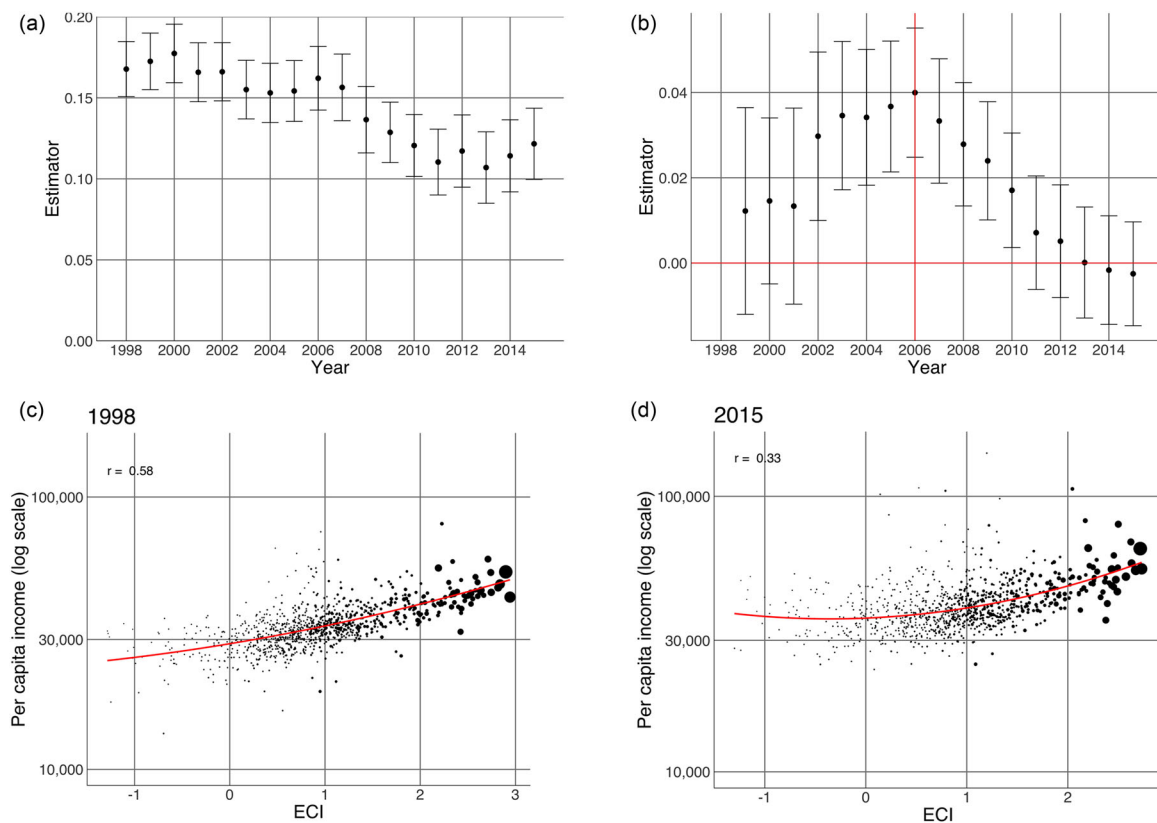 (a)
0.20
0.15
0.10
0.05
0.00
Estimator
1998 2000 2002 2004 2006 2008 2010 2012 2014
Year
(b)
0.04
0.02
0.00
Estimator
1998 2000 2002 2004 2006 2008 2010 2012 2014
Year
(c)
1998
r = 0.58
100,000
30,000
10,000
Per capita income (log scale)
-1 0 1 2 3
ECI
(d)
2015
r = 0.33
100,000
30,000
10,000
Per capita income (log scale)
-1 0 1 2
ECI